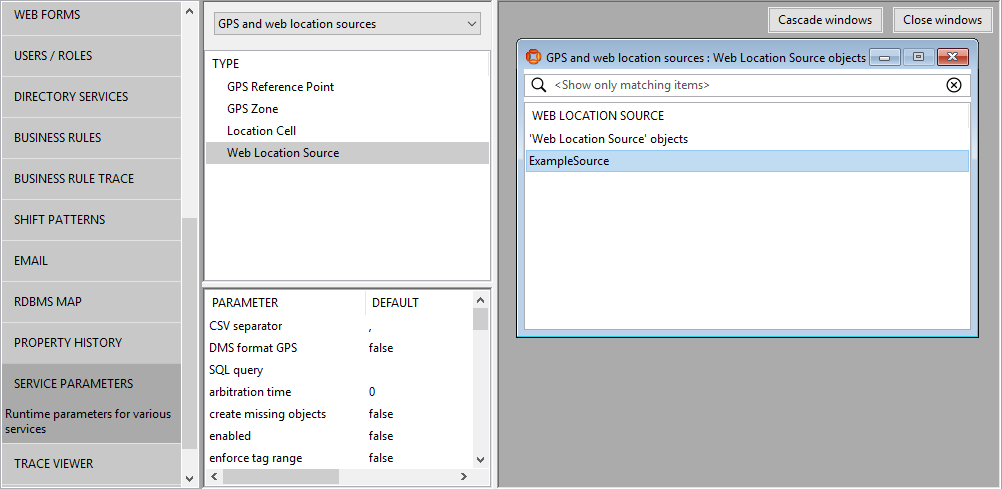 WEB FORMS
USERS / ROLES
DIRECTORY SERVICES
BUSINESS RULES
BUSINESS RULE TRACE
SHIFT PATTERNS
EMAIL
RDBMS MAP
PROPERTY HISTORY
SERVICE PARAMETERS
Runtime parameters for various
services
TRACE VIEWER
GPS and web location sources
TYPE
GPS Reference Point
GPS Zone
Location Cell
Web Location Source
PARAMETER DEFAULT
CSV separator ,
DMS format GPS false
SQL query
arbitration time 0
create missing objects false
enabled false
enforce tag range false
Cascade windows Close windows
GPS and web location sources : Web Location Source objects
<Show only matching items>
WEB LOCATION SOURCE
'Web Location Source' objects
ExampleSource